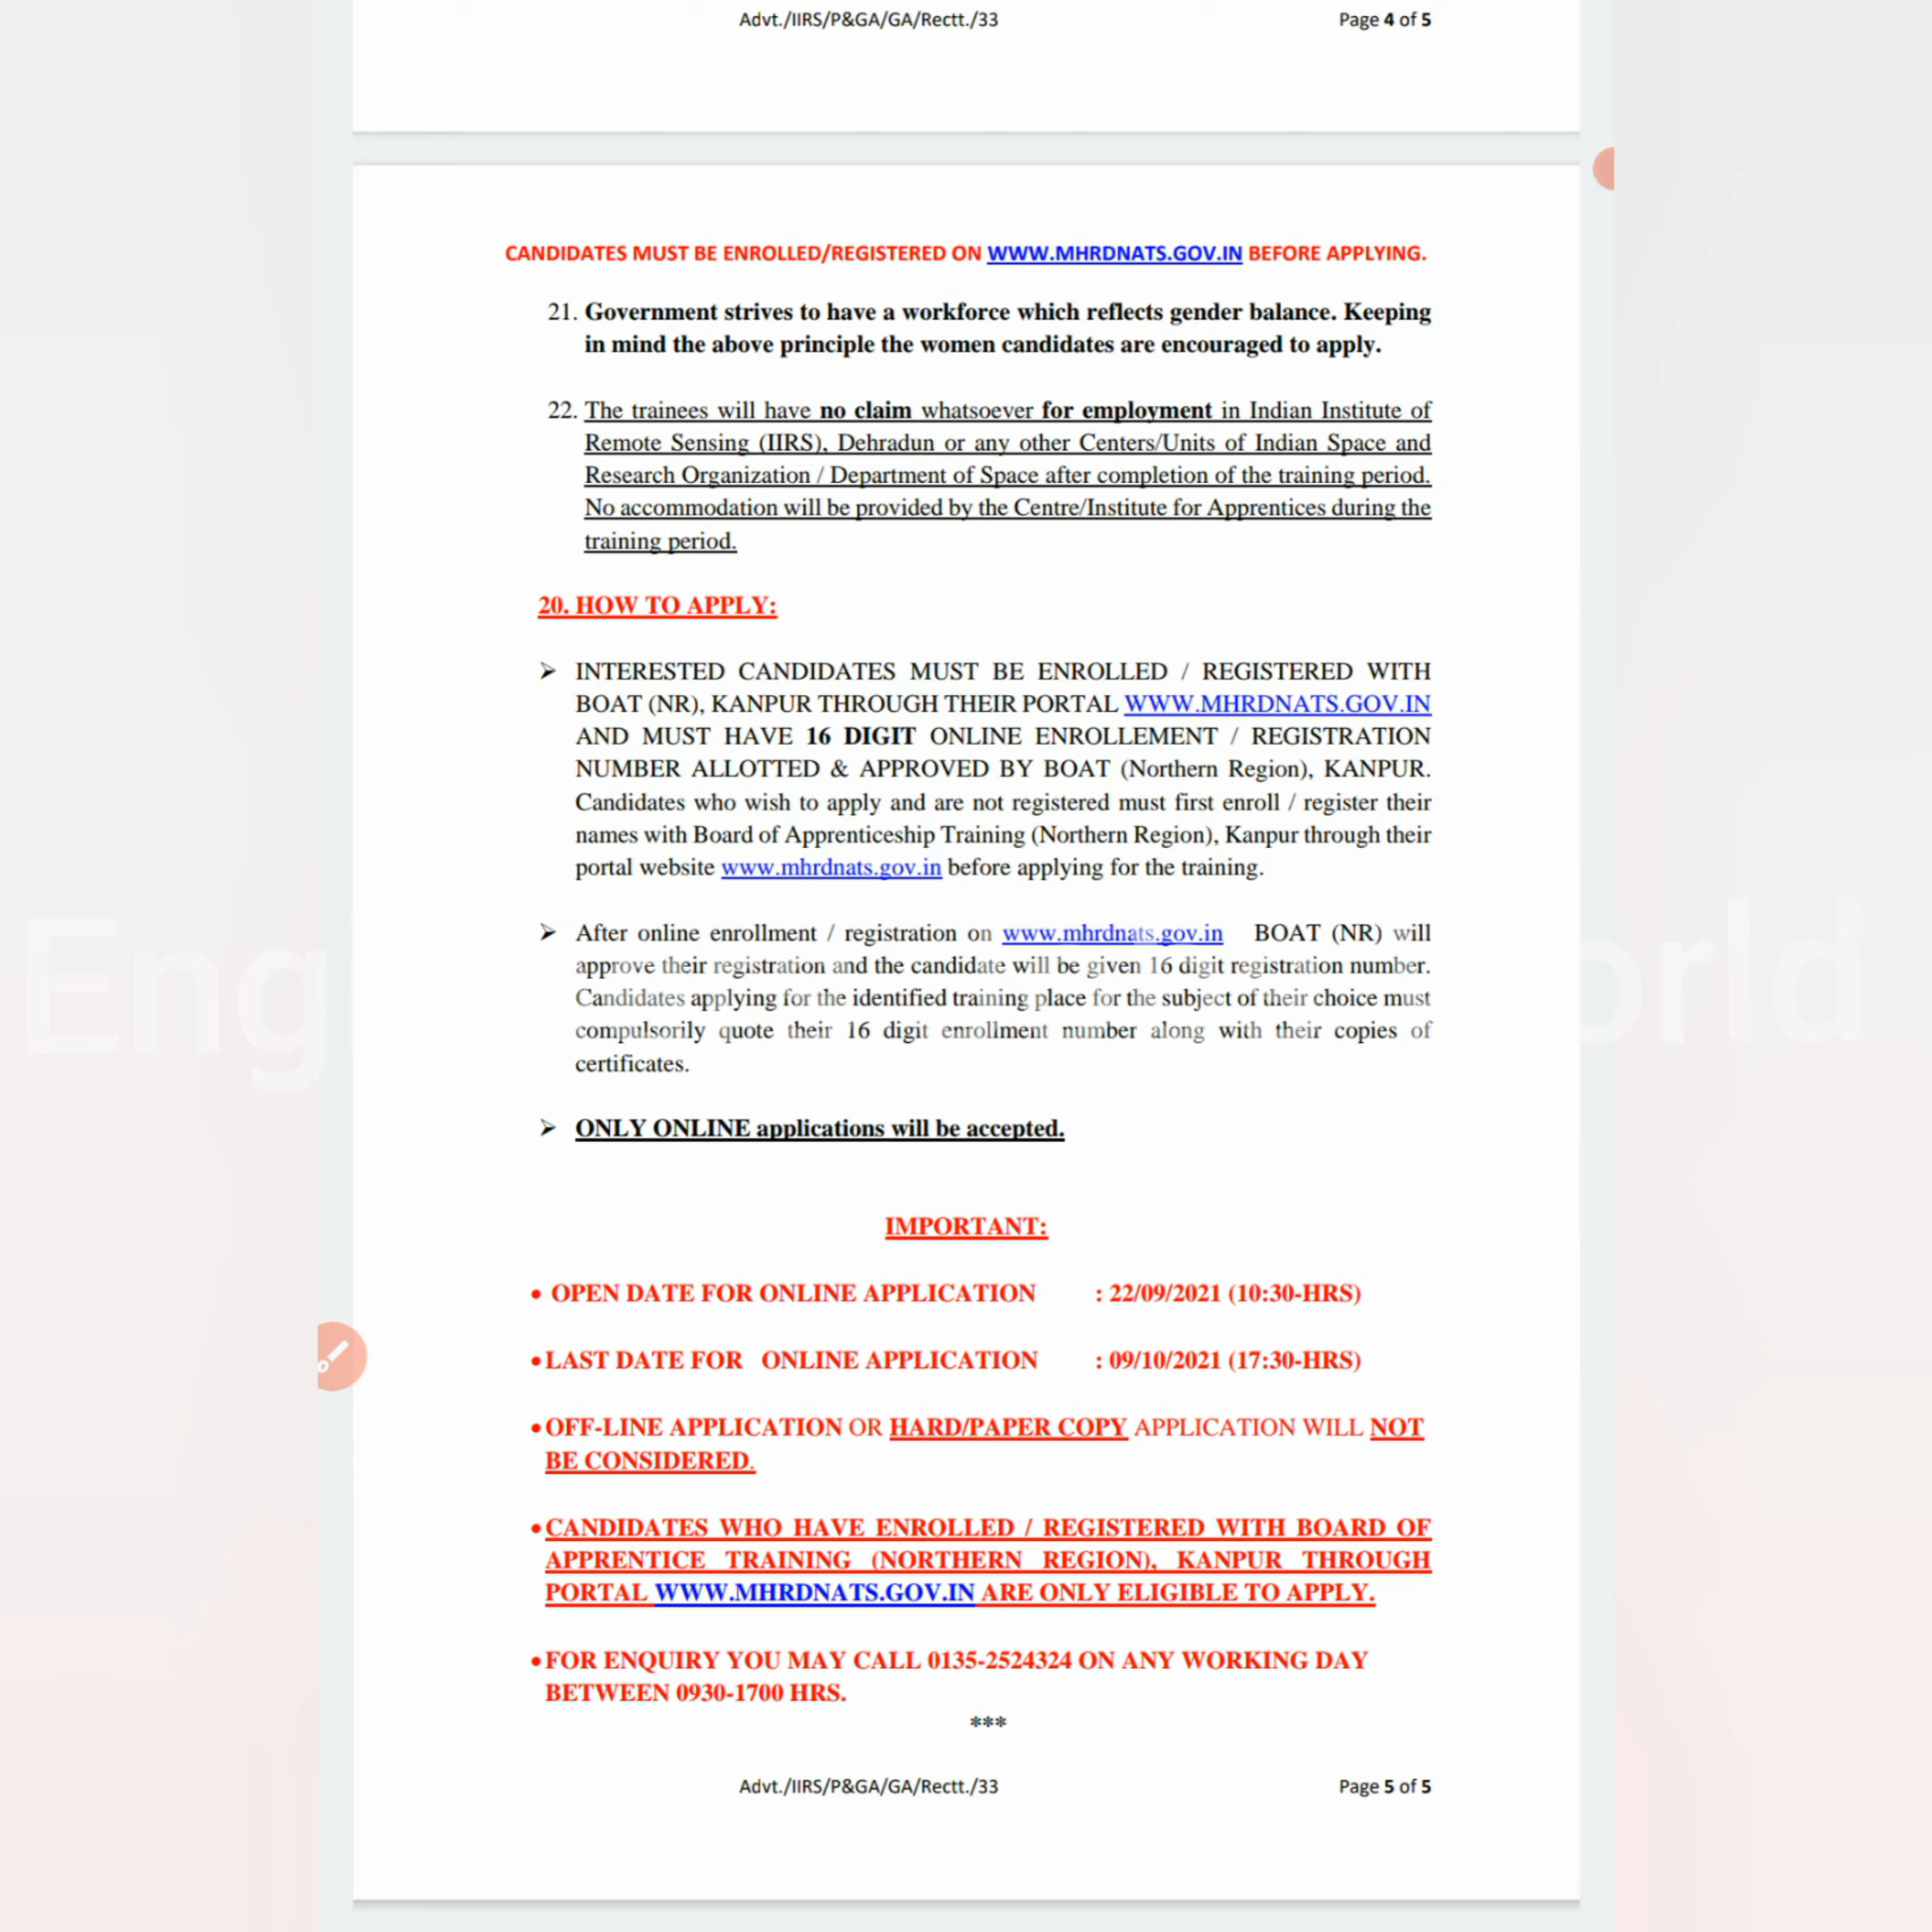 Advt./IIRS/P&GA/GA/Rectt./33 Page 4 of 5
CANDIDATES MUST BE ENROLLED/REGISTERED ON WWW.MHRDNATS.GOV.IN BEFORE APPLYING.
21. Government strives to have a workforce which reflects gender balance. Keeping
in mind the above principle the women candidates are encouraged to apply.
22. The trainees will have no claim whatsoever for employment in Indian Institute of
Remote Sensing (IIRS), Dehradun or any other Centers/Units of Indian Space and
Research Organization / Department of Space after completion of the training period.
No accommodation will be provided by the Centre/Institute for Apprentices during the
training period.
20. HOW TO APPLY:
➢ INTERESTED CANDIDATES MUST BE ENROLLED / REGISTERED WITH
BOAT (NR), KANPUR THROUGH THEIR PORTAL WWW.MHRDNATS.GOV.IN
AND MUST HAVE 16 DIGIT ONLINE ENROLLEMENT / REGISTRATION
NUMBER ALLOTTED & APPROVED BY BOAT (Northern Region), KANPUR.
Candidates who wish to apply and are not registered must first enroll / register their
names with Board of Apprenticeship Training (Northern Region), Kanpur through their
portal website www.mhrdnats.gov.in before applying for the training.
➢ After online enrollment / registration on www.mhrdnats.gov.in BOAT (NR) will
approve their registration and the candidate will be given 16 digit registration number.
Candidates applying for the identified training place for the subject of their choice must
compulsorily quote their 16 digit enrollment number along with their copies of
certificates.
➢ ONLY ONLINE applications will be accepted.
IMPORTANT:
• OPEN DATE FOR ONLINE APPLICATION : 22/09/2021 (10:30-HRS)
• LAST DATE FOR ONLINE APPLICATION : 09/10/2021 (17:30-HRS)
• OFF-LINE APPLICATION OR HARD/PAPER COPY APPLICATION WILL NOT
BE CONSIDERED.
• CANDIDATES WHO HAVE ENROLLED / REGISTERED WITH BOARD OF
APPRENTICE TRAINING (NORTHERN REGION), KANPUR THROUGH
PORTAL WWW.MHRDNATS.GOV.IN ARE ONLY ELIGIBLE TO APPLY.
• FOR ENQUIRY YOU MAY CALL 0135-2524324 ON ANY WORKING DAY
BETWEEN 0930-1700 HRS.
***
Advt./IIRS/P&GA/GA/Rectt./33 Page 5 of 5